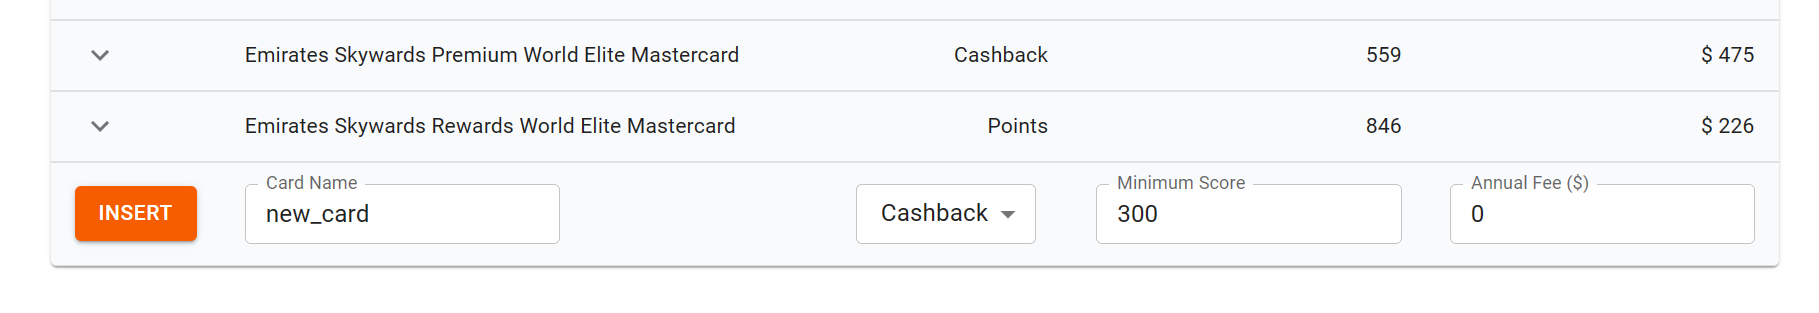 Emirates Skywards Premium World Elite Mastercard Cashback 559 $ 475
Emirates Skywards Rewards World Elite Mastercard Points 846 $ 226
Card Name Minimum Score Annual Fee ($)
INSERT new_card Cashback 300 0